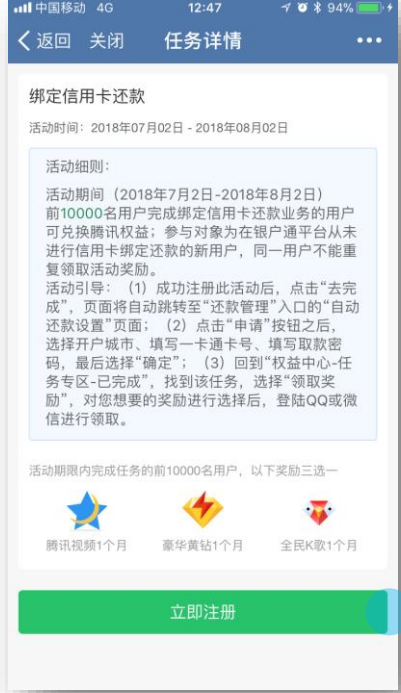 中国移动 4G 12:47 94%
返回 关闭 任务详情
绑定信用卡还款
活动时间：2018年07月02日 - 2018年08月02日
活动细则：
活动期间（2018年7月2日-2018年8月2日）
前10000名用户完成绑定信用卡还款业务的用户
可兑换腾讯权益；参与对象为在银户通平台从未
进行信用卡绑定还款的新用户，同一用户不能重
复领取活动奖励。
活动引导：（1）成功注册此活动后，点击“去完
成”，页面将自动跳转至“还款管理”入口的“自动
还款设置”页面；（2）点击“申请”按钮之后，
选择开户城市、填写一卡通卡号、填写取款密
码，最后选择“确定”；（3）回到“权益中心-任
务专区-已完成”，找到该任务，选择“领取奖
励”，对您想要的奖励进行选择后，登陆QQ或微
信进行领取。
活动期限内完成任务的前10000名用户，以下奖励三选一
腾讯视频1个月 豪华黄钻1个月 全民K歌1个月
立即注册